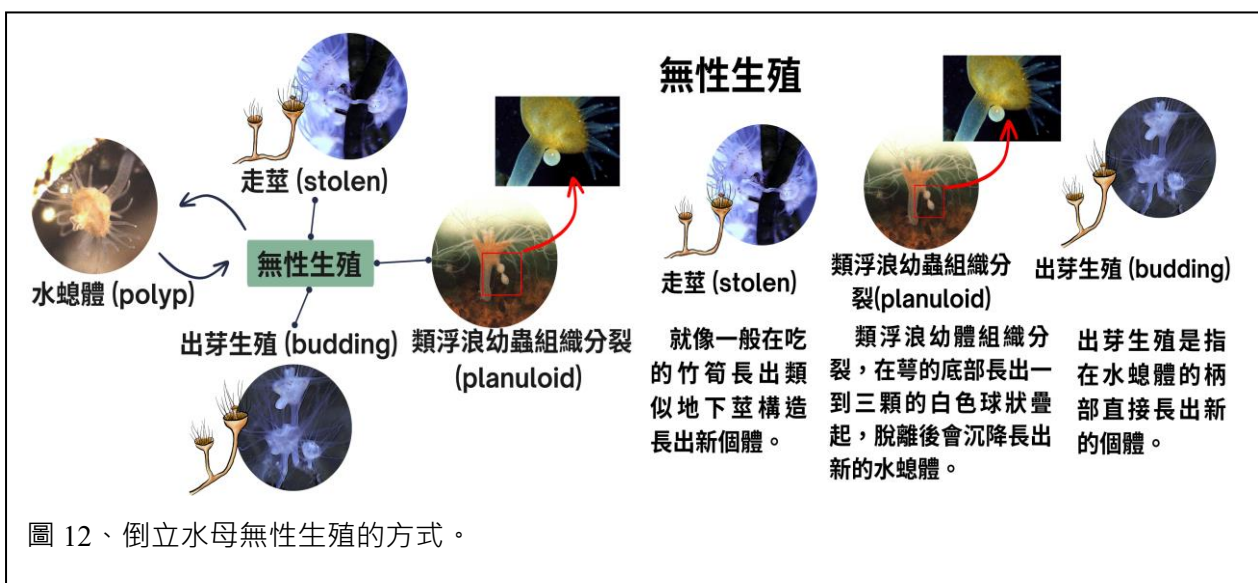 走莖 (stolen)
水螅體 (polyp)
無性生殖
出芽生殖 (budding)
類浮浪幼蟲組織分裂
(planuloid)
無性生殖
走莖 (stolen)
就像一般在吃
的竹筍長出類
似地下莖構造
長出新個體。
類浮浪幼蟲組織分
裂(planuloid)
類浮浪幼體組織分
裂，在萼的底部長出一
到三顆的白色球狀疊
起，脫離後會沉降長出
新的水螅體。
出芽生殖 (budding)
出芽生殖是指
在水螅體的柄
部直接長出新
的個體。
圖 12、倒立水母無性生殖的方式。